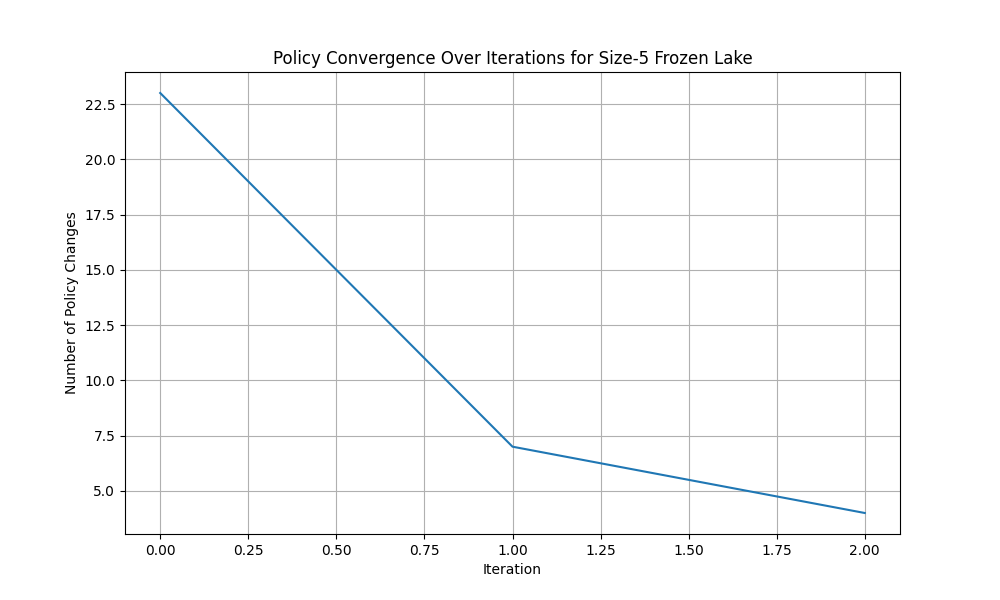 Policy Convergence Over Iterations for Size-5 Frozen Lake
Number of Policy Changes
22.5
20.0
17.5
15.0
12.5
10.0
7.5
5.0
0.00 0.25 0.50 0.75 1.00 1.25 1.50 1.75 2.00
Iteration